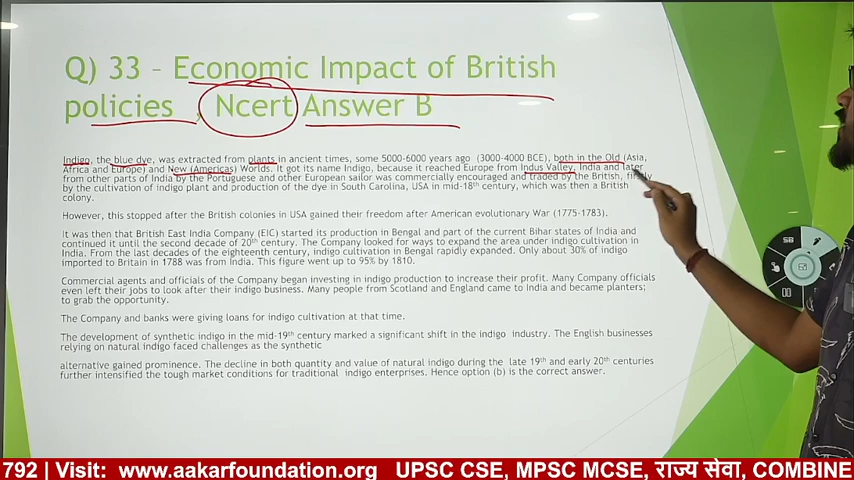 Q) 33 – Economic Impact of British
policies , Ncert Answer B
Indigo, the blue dye, was extracted from plants in ancient times, some 5000-6000 years ago (3000-4000 BCE), both in the Old (Asia,
Africa and Europe) and New (Americas) Worlds. It got its name Indigo, because it reached Europe from Indus Valley, India and later
from other parts of India by the Portuguese and other European sailor was commercially encouraged and traded by the British, firstly
by the cultivation of indigo plant and production of the dye in South Carolina, USA in mid-18th century, which was then a British
colony.
However, this stopped after the British colonies in USA gained their freedom after American evolutionary War (1775-1783).
It was then that British East India Company (EIC) started its production in Bengal and part of the current Bihar states of India and
continued it until the second decade of 20th century. The Company looked for ways to expand the area under indigo cultivation in
India. From the last decades of the eighteenth century, indigo cultivation in Bengal rapidly expanded. Only about 30% of indigo
imported to Britain in 1788 was from India. This figure went up to 95% by 1810.
Commercial agents and officials of the Company began investing in indigo production to increase their profit. Many Company officials
even left their jobs to look after their indigo business. Many people from Scotland and England came to India and became planters;
to grab the opportunity.
The Company and banks were giving loans for indigo cultivation at that time.
The development of synthetic indigo in the mid-19th century marked a significant shift in the indigo industry. The English businesses
relying on natural indigo faced challenges as the synthetic
alternative gained prominence. The decline in both quantity and value of natural indigo during the late 19th and early 20th centuries
further intensified the tough market conditions for traditional indigo enterprises. Hence option (b) is the correct answer.
SB
792 | Visit: www.aakarfoundation.org UPSC CSE, MPSC MCSE, राज्य सेवा, COMBINE